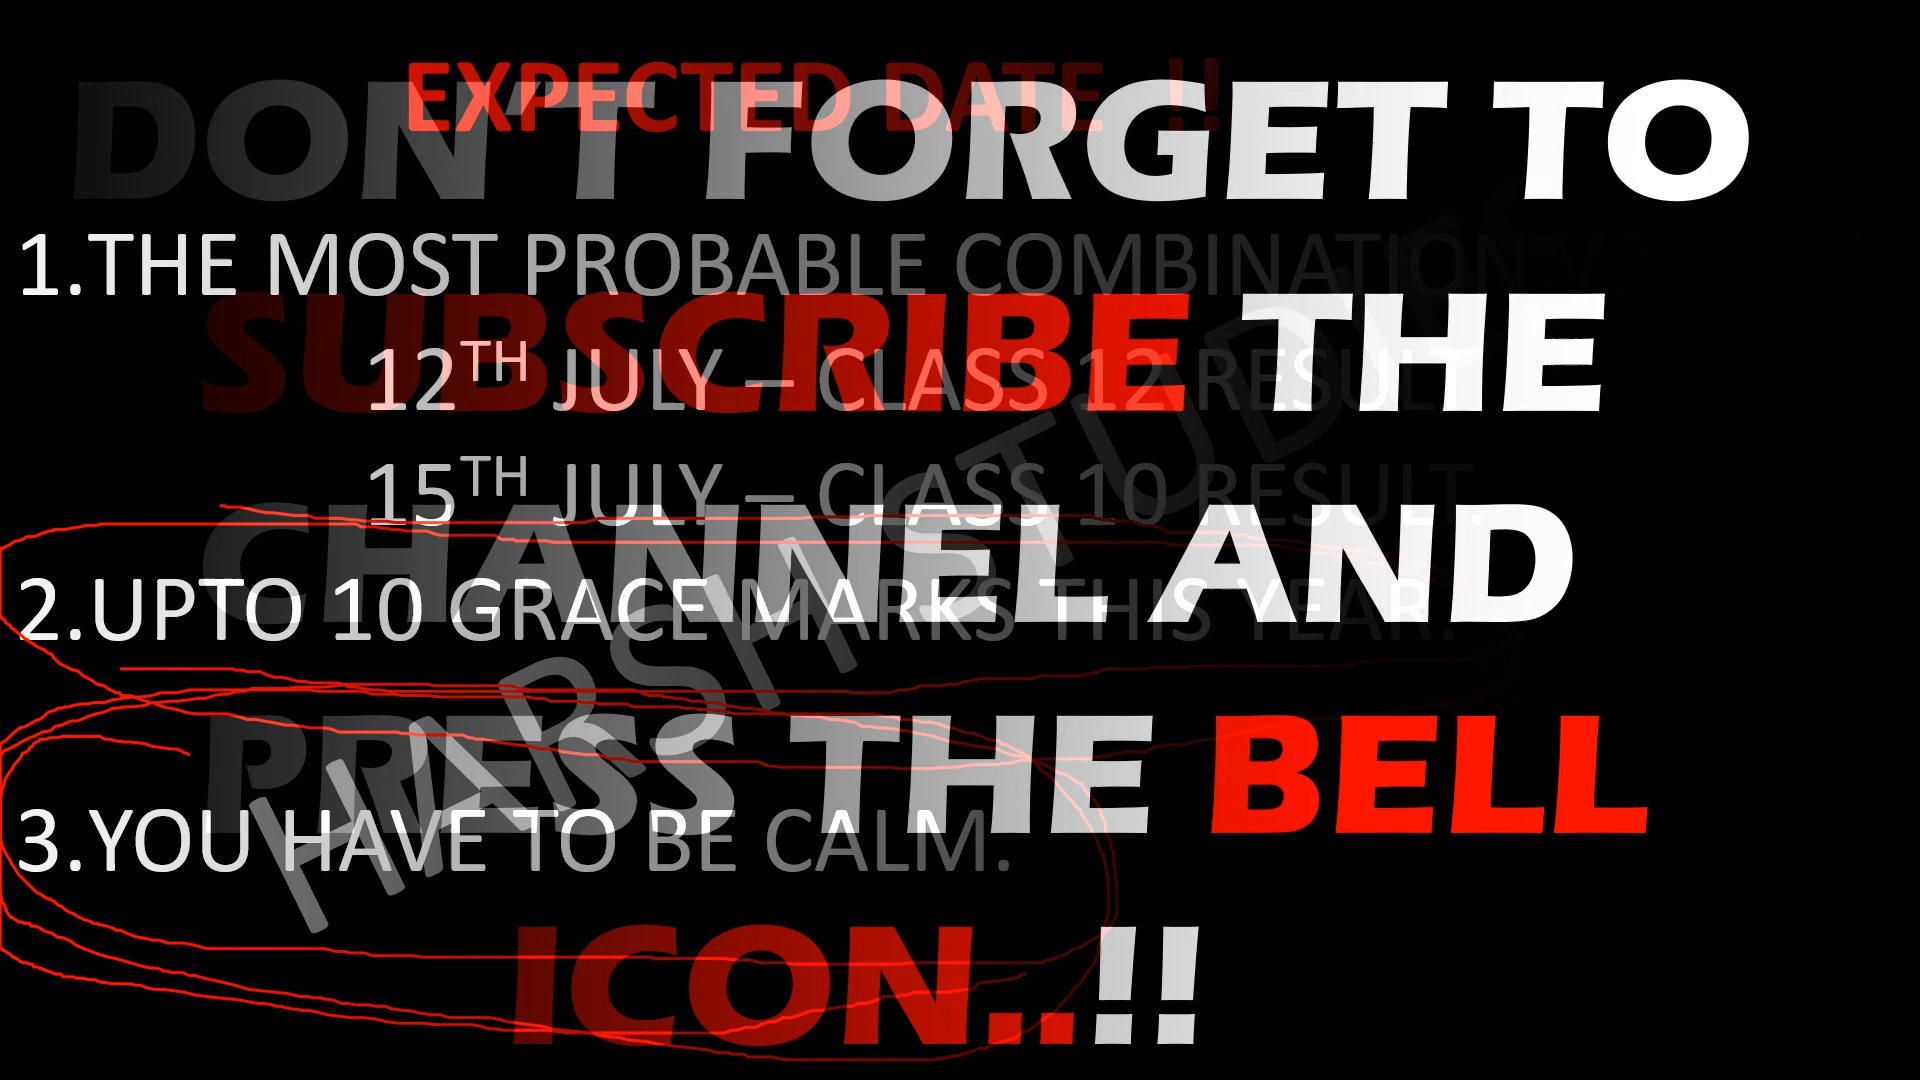 EXPECTED DATE !!
1.THE MOST PROBABLE COMBINATION
12TH JULY – CLASS 12 RESULT
15TH JULY – CLASS 10 RESULT.
2.UPTO 10 GRACE MARKS THIS YEAR.
3.YOU HAVE TO BE CALM.
HARSH STUDIES
DON'T FORGET TO
SUBSCRIBE THE
CHANNEL AND
PRESS THE BELL
ICON..!!